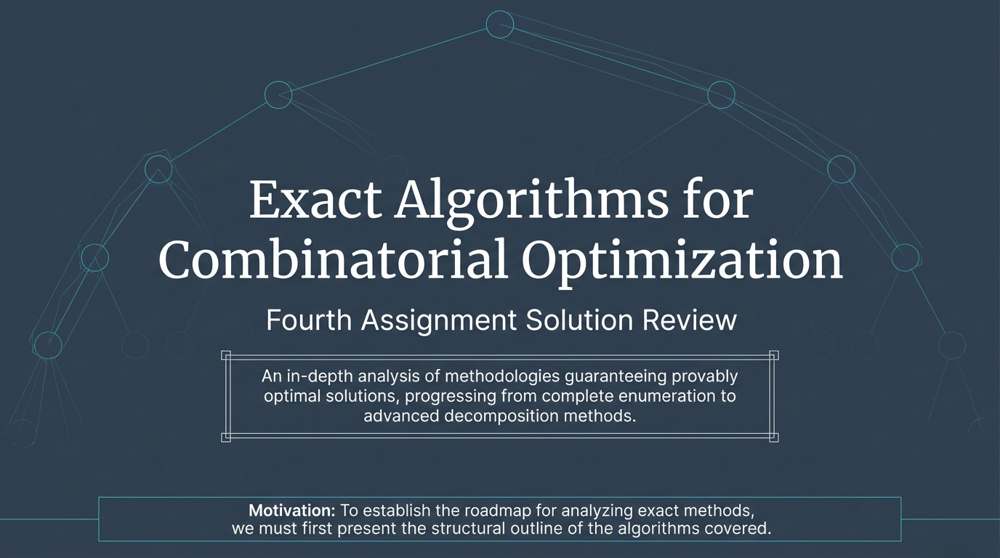 Exact Algorithms for
Combinatorial Optimization
Fourth Assignment Solution Review
An in-depth analysis of methodologies guaranteeing provably
optimal solutions, progressing from complete enumeration to
advanced decomposition methods.
Motivation: To establish the roadmap for analyzing exact methods,
we must first present the structural outline of the algorithms covered.